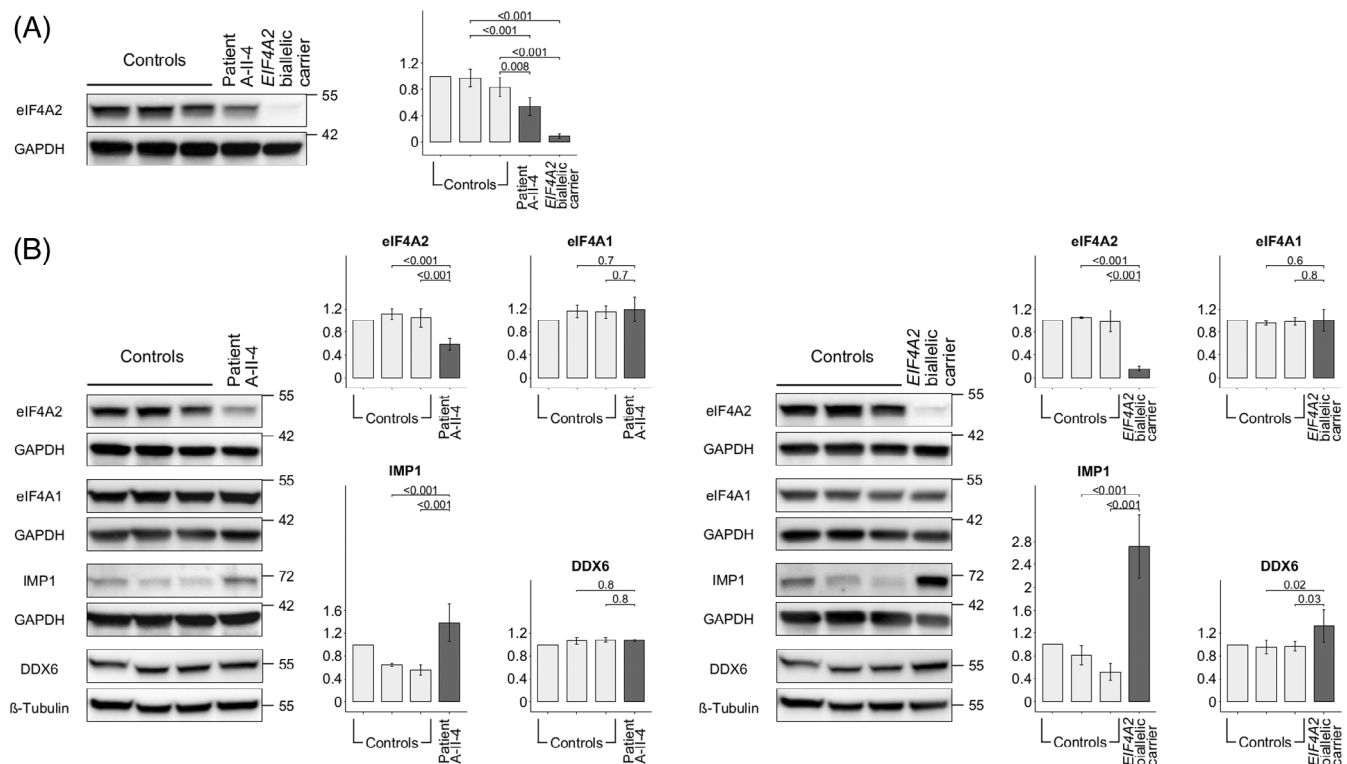 (A)
Controls
Patient
A-II-4
EIF4A2
biallelic
carrier
eIF4A2
55
GAPDH
42
<0.001
<0.001
<0.001
0.008
1.2
0.8
0.4
0
Controls
Patient
A-II-4
EIF4A2
biallelic
carrier
(B)
Controls
Patient
A-II-4
eIF4A2
55
GAPDH
42
eIF4A1
55
GAPDH
42
IMP1
72
GAPDH
42
DDX6
55
ß-Tubulin
55
eIF4A2
<0.001
<0.001
1.2
0.8
0.4
0
Controls
Patient
A-II-4
eIF4A1
0.7
0.7
1.2
0.8
0.4
0
Controls
Patient
A-II-4
IMP1
<0.001
<0.001
1.6
1.2
0.8
0.4
0
Controls
Patient
A-II-4
DDX6
0.8
0.8
1.2
0.8
0.4
0
Controls
Patient
A-II-4
Controls
EIF4A2
biallelic
carrier
eIF4A2
55
GAPDH
42
eIF4A1
55
GAPDH
42
IMP1
72
GAPDH
42
DDX6
55
ß-Tubulin
55
eIF4A2
<0.001
<0.001
1.2
0.8
0.4
0
Controls
EIF4A2
biallelic
carrier
eIF4A1
0.6
0.8
1.2
0.8
0.4
0
Controls
EIF4A2
biallelic
carrier
IMP1
<0.001
<0.001
2.8
2.4
2
1.6
1.2
0.8
0.4
0
Controls
EIF4A2
biallelic
carrier
DDX6
0.02
0.03
1.2
0.8
0.4
0
Controls
EIF4A2
biallelic
carrier